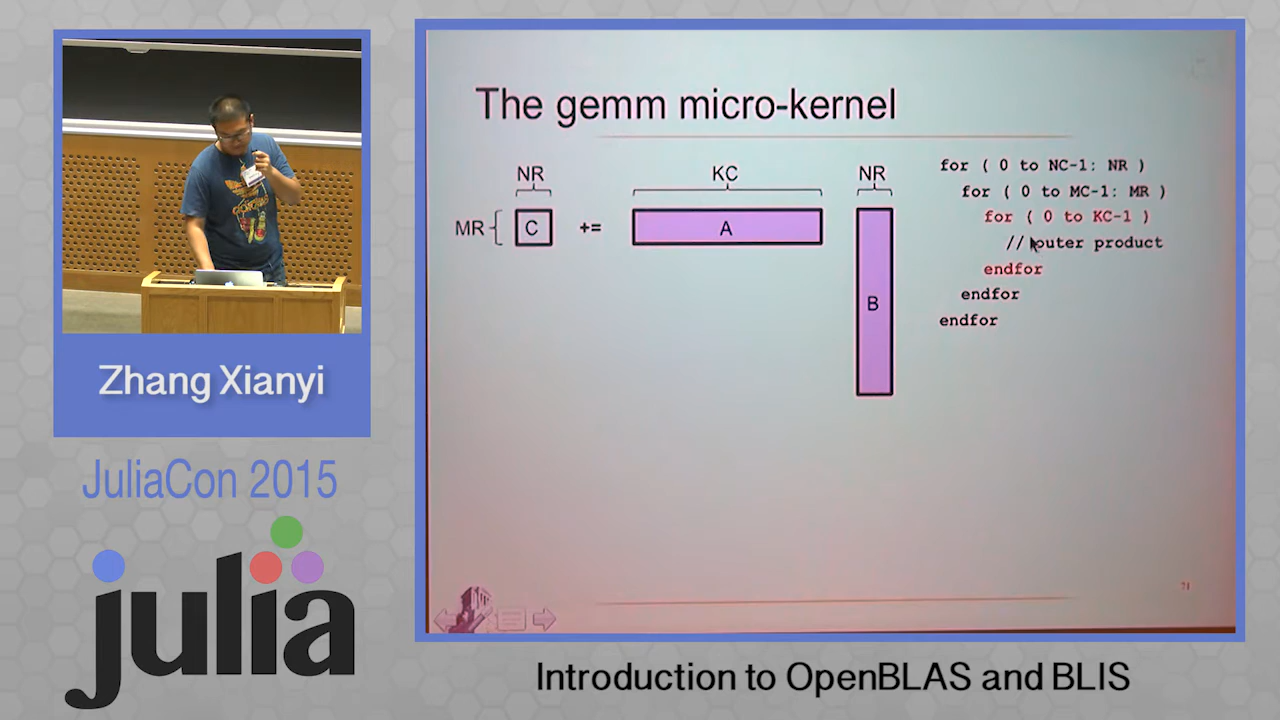 The gemm micro-kernel
NR
KC
NR
MR
C
+=
A
B
for ( 0 to NC-1: NR )
for ( 0 to MC-1: MR )
for ( 0 to KC-1 )
// outer product
endfor
endfor
endfor
Zhang Xianyi
JuliaCon 2015
julia
Introduction to OpenBLAS and BLIS